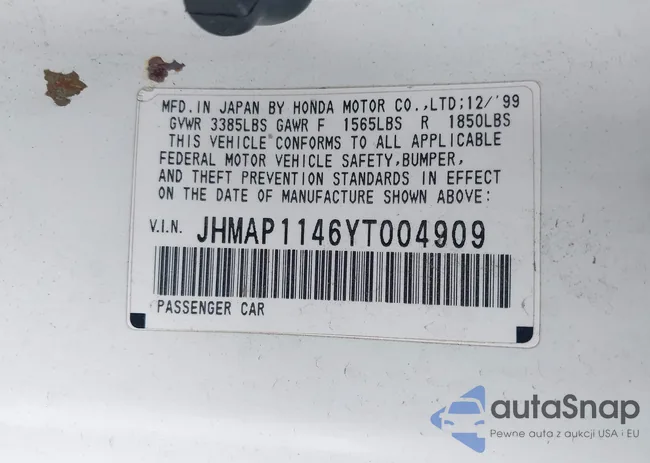 MFD. IN JAPAN BY HONDA MOTOR CO.,LTD;12/'99
GVWR 3385LBS GAWR F 1565LBS R 1850LBS
THIS VEHICLE CONFORMS TO ALL APPLICABLE
FEDERAL MOTOR VEHICLE SAFETY,BUMPER,
AND THEFT PREVENTION STANDARDS IN EFFECT
ON THE DATE OF MANUFACTURE SHOWN ABOVE:
V.I.N. JHMAP1146YT004909
PASSENGER CAR
autaSnap
Pewne auta z aukcji USA i EU